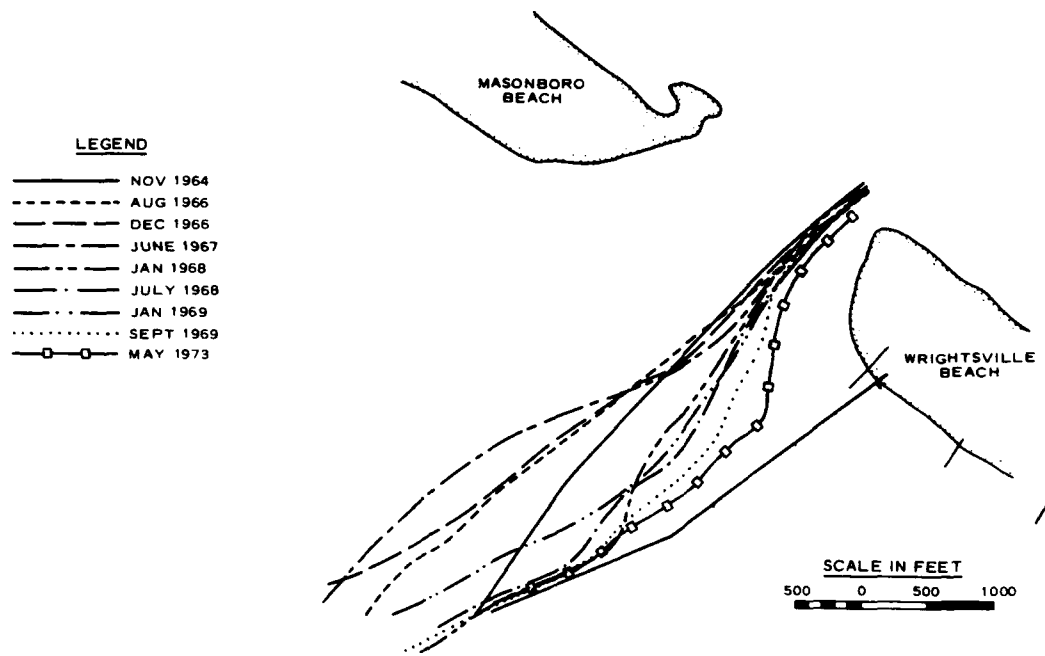 MASONBORO
BEACH
LEGEND
NOV 1964
AUG 1966
DEC 1966
JUNE 1967
JAN 1968
JULY 1968
JAN 1969
SEPT 1969
MAY 1973
WRIGHTSVILLE
BEACH
SCALE IN FEET
500 0 500 1000